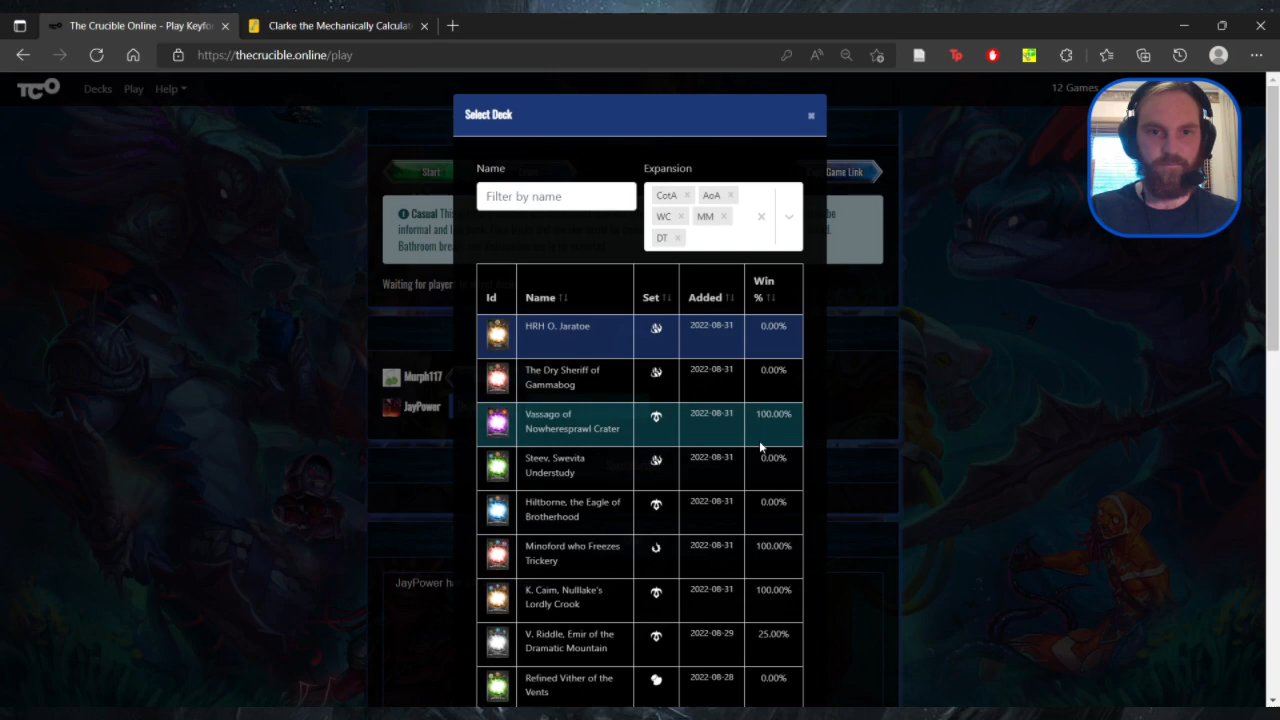 The Crucible Online - Play Keyfo
Clarke the Mechanically Calculat
https://thecrucible.online/play
TCO
Decks
Play
Help
12 Games
Select Deck
Name
Expansion
Filter by name
CotA
AoA
WC
MM
DT
Start
Game Link
Casual This
be
informal and
Bathroom bre
Waiting for player
Murph117
JayPower
JayPower ha
Id
Name
Set
Added
Win
%
HRH O. Jaratoe
2022-08-31
0.00%
The Dry Sheriff of
Gammabog
2022-08-31
0.00%
Vassago of
Nowheresprawl Crater
2022-08-31
100.00%
Steev, Swevita
Understudy
2022-08-31
0.00%
Hiltborne, the Eagle of
Brotherhood
2022-08-31
0.00%
Minoford who Freezes
Trickery
2022-08-31
100.00%
K. Caim, Nulllake's
Lordly Crook
2022-08-31
100.00%
V. Riddle, Emir of the
Dramatic Mountain
2022-08-29
25.00%
Refined Vither of the
Vents
2022-08-28
0.00%